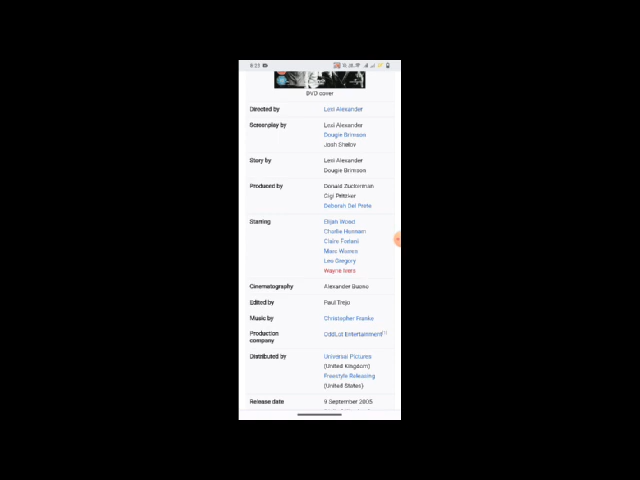 8:23
DVD cover
Directed by Lexi Alexander
Screenplay by Lexi Alexander
Dougie Brimson
Josh Shelov
Story by Lexi Alexander
Dougie Brimson
Produced by Donald Zuckerman
Gigi Pritzker
Deborah Del Prete
Starring Elijah Wood
Charlie Hunnam
Claire Forlani
Marc Warren
Leo Gregory
Cinematography Alexander Buono
Edited by Paul Trejo
Music by Christopher Franke
Production company OddLot Entertainment[1]
Distributed by Universal Pictures
(United Kingdom)
Freestyle Releasing
(United States)
Release date 9 September 2005